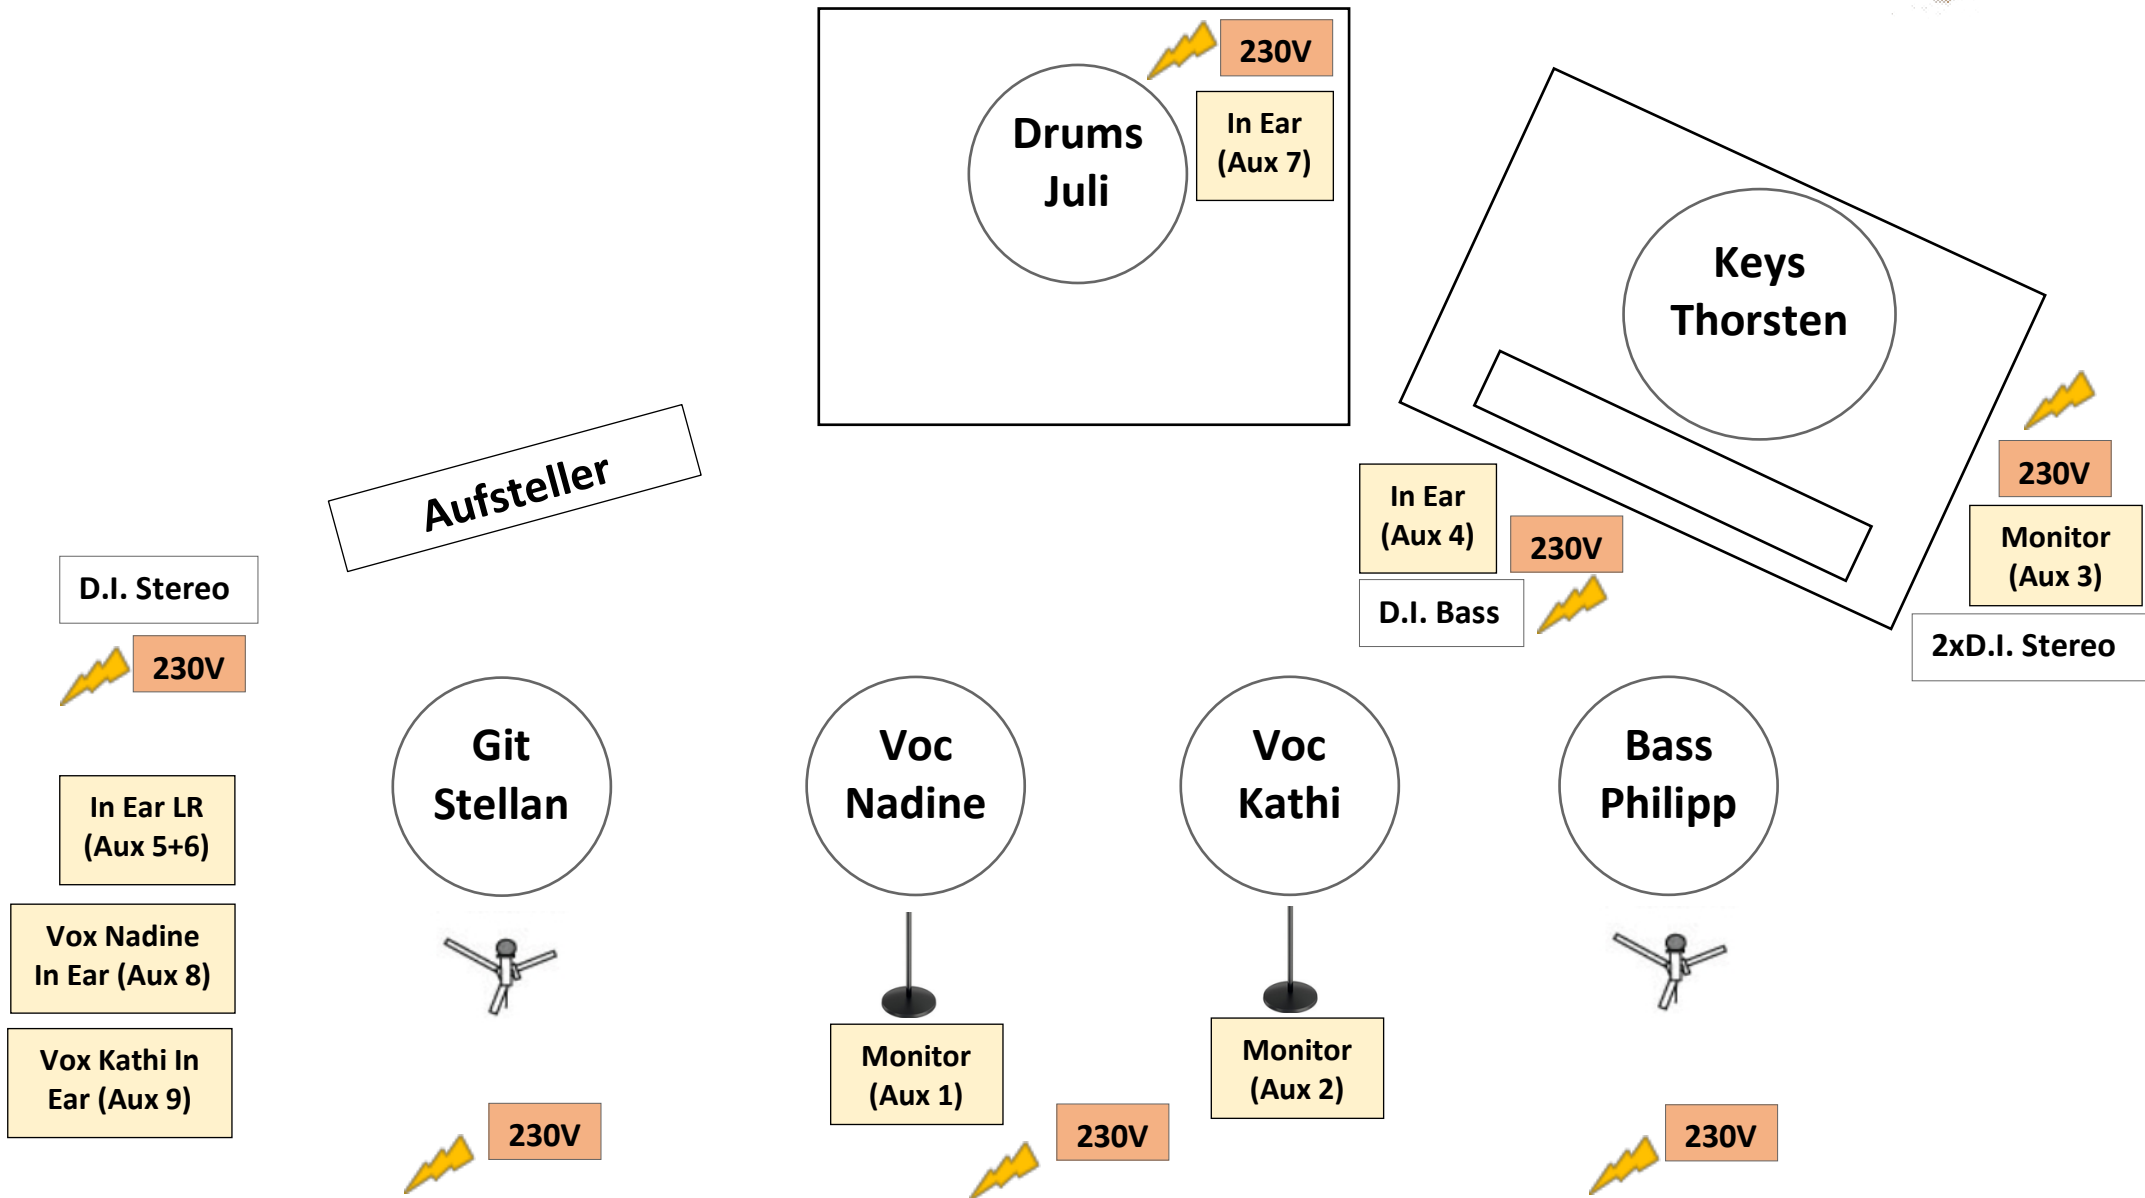 230V
In Ear
(Aux 7)
Drums
Juli
Keys
Thorsten
Aufsteller
230V
Monitor
(Aux 3)
2xD.I. Stereo
In Ear
(Aux 4)
230V
D.I. Bass
D.I. Stereo
230V
Git
Stellan
Voc
Nadine
Voc
Kathi
Bass
Philipp
In Ear LR
(Aux 5+6)
Vox Nadine
In Ear (Aux 8)
Vox Kathi In
Ear (Aux 9)
Monitor
(Aux 1)
Monitor
(Aux 2)
230V
230V
230V